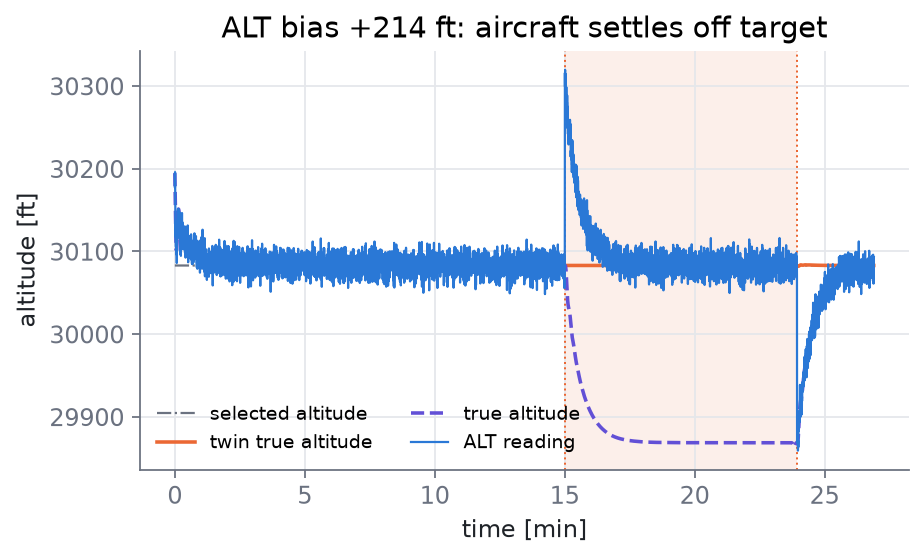 ALT bias +214 ft: aircraft settles off target
altitude [ft]
30300
30200
30100
30000
29900
selected altitude
twin true altitude
true altitude
ALT reading
0 5 10 15 20 25
time [min]